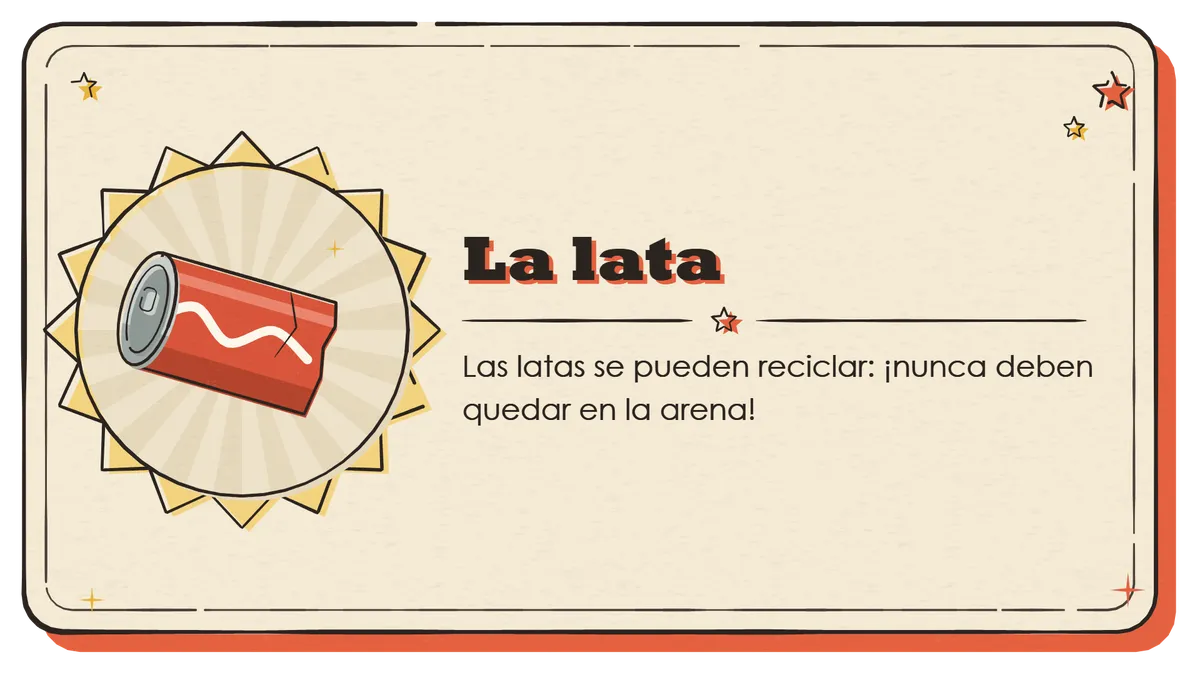 La lata
Las latas se pueden reciclar: ¡nunca deben
quedar en la arena!